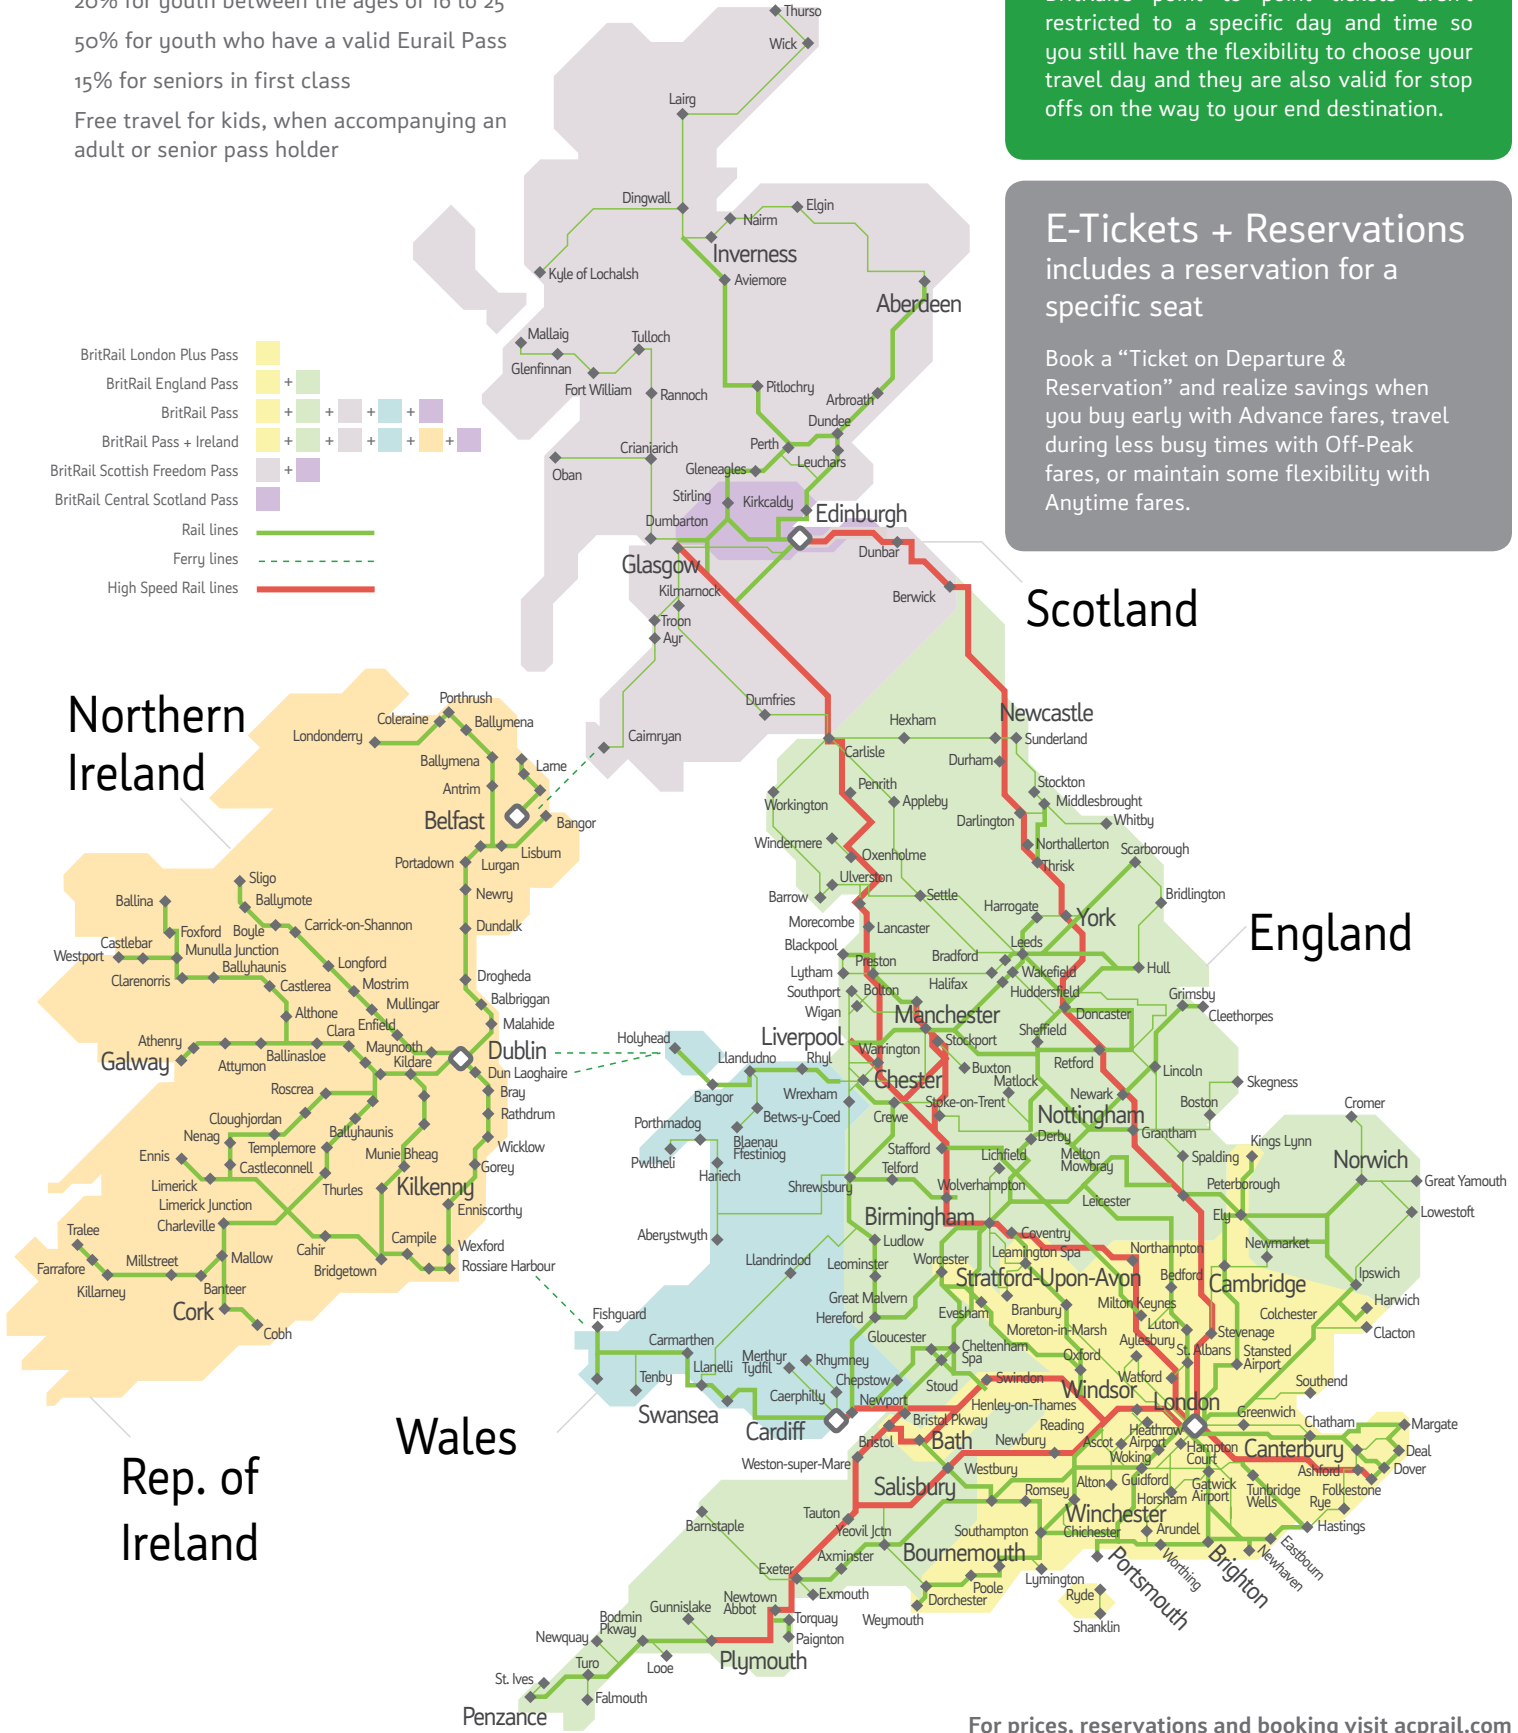 20% for youth between the ages of 16 to 25
50% for youth who have a valid Eurail Pass
15% for seniors in first class
Free travel for kids, when accompanying an
adult or senior pass holder
restricted to a specific day and time so
you still have the flexibility to choose your
travel day and they are also valid for stop
offs on the way to your end destination.
E-Tickets + Reservations
includes a reservation for a
specific seat
Book a “Ticket on Departure &
Reservation” and realize savings when
you buy early with Advance fares, travel
during less busy times with Off-Peak
fares, or maintain some flexibility with
Anytime fares.
BritRail London Plus Pass
BritRail England Pass
+
BritRail Pass
+ + + +
BritRail Pass + Ireland
+ + + + +
BritRail Scottish Freedom Pass
+
BritRail Central Scotland Pass
Rail lines
Ferry lines
High Speed Rail lines
Thurso
Wick
Lairg
Dingwall
Elgin
Nairm
Inverness
Kyle of Lochalsh
Aviemore
Aberdeen
Mallaig
Tulloch
Glenfinnan
Fort William
Rannoch
Pitlochry
Arbroath
Dundee
Crianlarich
Perth
Leuchars
Oban
Gleneagles
Stirling
Kirkcaldy
Edinburgh
Dumbarton
Dunbar
Glasgow
Kilmarnock
Berwick
Scotland
Troon
Ayr
Dumfries
Cairnryan
Northern
Ireland
Porthrush
Coleraine
Ballymena
Londonderry
Ballymena
Larne
Antrim
Belfast
Bangor
Lisburn
Portadown
Lurgan
Newry
Dundalk
Sligo
Ballina
Ballymote
Foxford
Boyle
Carrick-on-Shannon
Castlebar
Westport
Munulla Junction
Clarenorris
Ballyhaunis
Longford
Castlerea
Mostrim
Drogheda
Mullingar
Balbriggan
Althone
Enfield
Malahide
Clara
Athenry
Maynooth
Dublin
Galway
Attymon
Ballinasloe
Kildare
Dun Laoghaire
Roscrea
Bray
Cloughjordan
Rathdrum
Nenag
Ballyhaunis
Templemore
Wicklow
Ennis
Munie Bheag
Castleconnell
Gorey
Limerick
Thurles
Kilkenny
Limerick Junction
Enniscorthy
Charleville
Tralee
Campile
Wexford
Cahir
Farrafore
Millstreet
Mallow
Bridgetown
Rossiare Harbour
Killarney
Banteer
Cork
Cobh
Rep. of
Ireland
Hexham
Newcastle
Sunderland
Carlisle
Durham
Penrith
Stockton
Workington
Appleby
Middlesbrought
Darlington
Whitby
Windermere
Northallerton
Oxenholme
Thrisk
Scarborough
Ulverston
Barrow
Settle
Bridlington
Harrogate
York
England
Morecombe
Lancaster
Blackpool
Leeds
Bradford
Preston
Hull
Lytham
Wakefield
Halifax
Southport
Bolton
Huddersfield
Grimsby
Wigan
Manchester
Doncaster
Cleethorpes
Liverpool
Sheffield
Holyhead
Stockport
Warrington
Llandudno
Rhyl
Retford
Chester
Buxton
Lincoln
Matlock
Skegness
Bangor
Wrexham
Newark
Stoke-on-Trent
Boston
Porthmadog
Betws-y-Coed
Crewe
Nottingham
Cromer
Blaenau
Ffestiniog
Derby
Grantham
Kings Lynn
Pwllheli
Stafford
Lichfield
Melton
Mowbray
Spalding
Norwich
Hariech
Telford
Shrewsbury
Wolverhampton
Peterborough
Great Yamouth
Leicester
Birmingham
Ely
Lowestoft
Aberystwyth
Ludlow
Coventry
Leamington Spa
Northampton
Newmarket
Llandrindod
Leominster
Worcester
Stratford-Upon-Avon
Bedford
Cambridge
Ipswich
Great Malvern
Evesham
Branbury
Milton Keynes
Harwich
Fishguard
Hereford
Moreton-in-Marsh
Luton
Colchester
Clacton
Carmarthen
Gloucester
Cheltenham
Spa
Aylesbury
Stevenage
Merthyr
Tydfil
Rhymney
Oxford
St. Albans
Stansted
Airport
Llanelli
Tenby
Chepstow
Stoud
Swindon
Watford
Windsor
Southend
Caerphilly
Newport
London
Swansea
Henley-on-Thames
Greenwich
Wales
Cardiff
Bristol Pkway
Reading
Heathrow
Airport
Chatham
Margate
Bristol
Bath
Newbury
Ascot
Hampton
Court
Canterbury
Deal
Weston-super-Mare
Westbury
Woking
Ashford
Dover
Salisbury
Alton
Guidford
Gatwick
Airport
Tunbridge
Wells
Folkestone
Romsey
Horsham
Rye
Barnstaple
Tauton
Winchester
Yeovil Jctn
Southampton
Chichester
Arundel
Hastings
Axminster
Bournemouth
Eastbourn
Exeter
Portsmouth
Worthing
Brighton
Newhaven
Lymington
Exmouth
Poole
Ryde
Newtown
Abbot
Dorchester
Gunnislake
Weymouth
Shanklin
Bodmin
Pkway
Torquay
Newquay
Paignton
Plymouth
Turo
Looe
St. Ives
Falmouth
Penzance
For prices, reservations and booking visit acprail.com